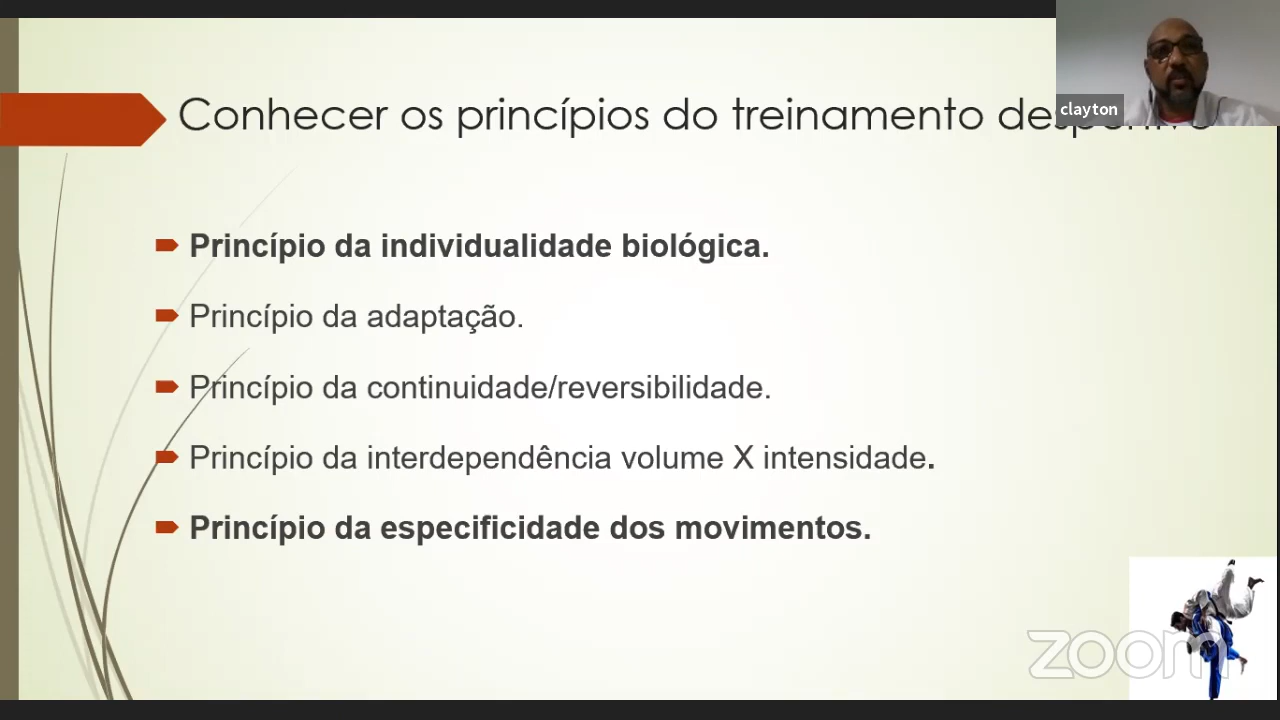 Conhecer os princípios do treinamento
clayton
Princípio da individualidade biológica.
Princípio da adaptação.
Princípio da continuidade/reversibilidade.
Princípio da interdependência volume X intensidade.
Princípio da especificidade dos movimentos.
zoom